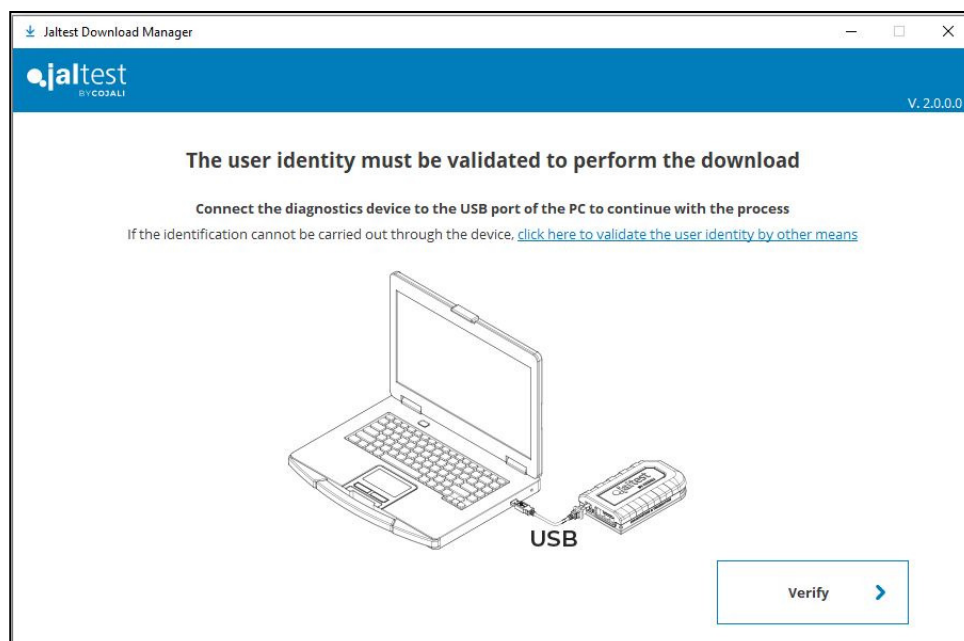 Jaltest Download Manager
jaltest
BY COJALI
V. 2.0.0.0
The user identity must be validated to perform the download
Connect the diagnostics device to the USB port of the PC to continue with the process
If the identification cannot be carried out through the device, click here to validate the user identity by other means
jaltest
USB
Verify